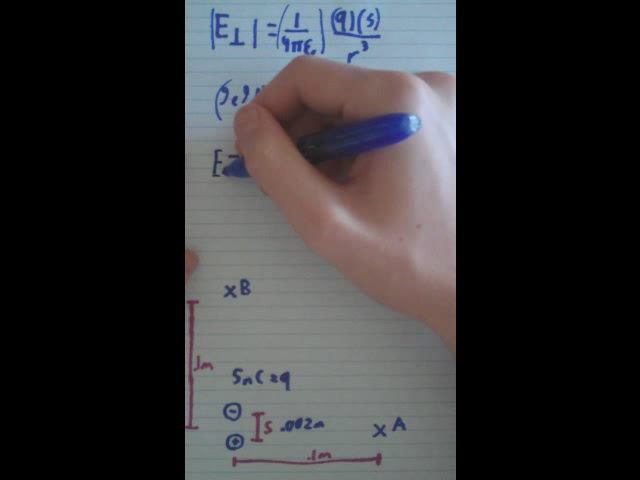 |E⊥| = (1/4πε₀) (q)(s)/r³
E
x B
.1m
5nC = q
-
s .002m
+
x A
.1m